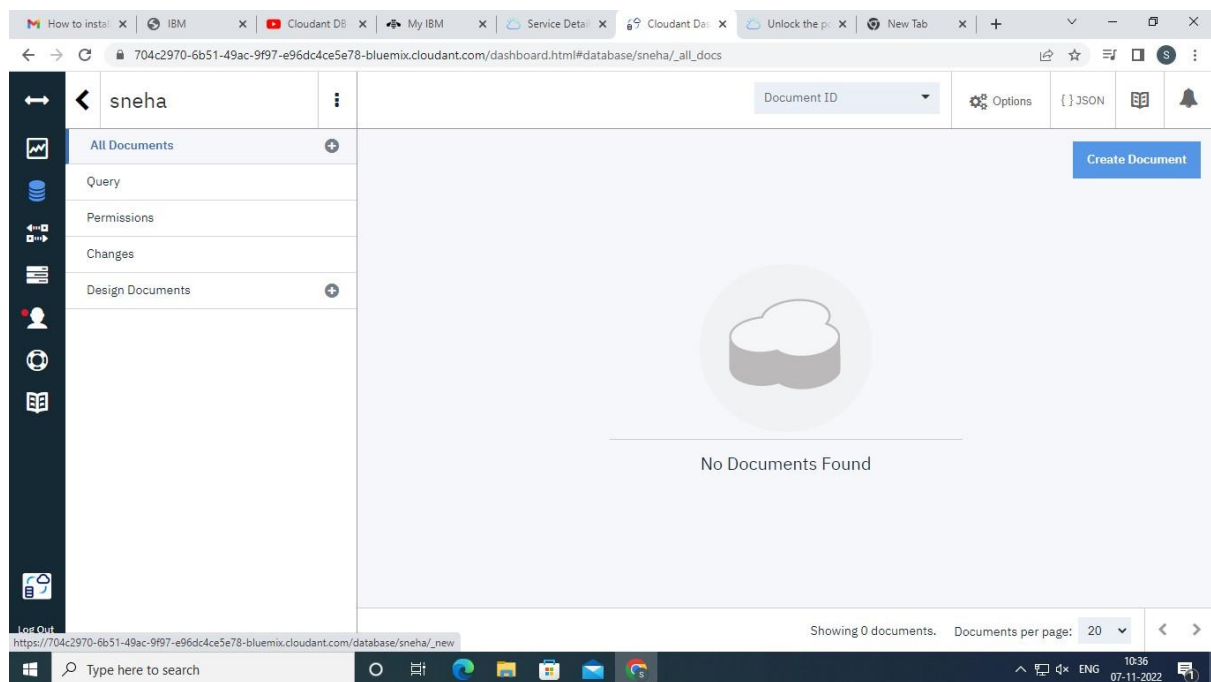 How to instal
IBM
Cloudant DB
My IBM
Service Detail
Cloudant Das
Unlock the po
New Tab
704c2970-6b51-49ac-9f97-e96dc4ce5e78-bluemix.cloudant.com/dashboard.html#database/sneha/_all_docs
S
sneha
Document ID
Options
{ } JSON
All Documents
Create Document
Query
Permissions
Changes
Design Documents
No Documents Found
Log Out
Showing 0 documents. Documents per page: 20
https://704c2970-6b51-49ac-9f97-e96dc4ce5e78-bluemix.cloudant.com/database/sneha/_new
Type here to search
ENG
10:36
07-11-2022